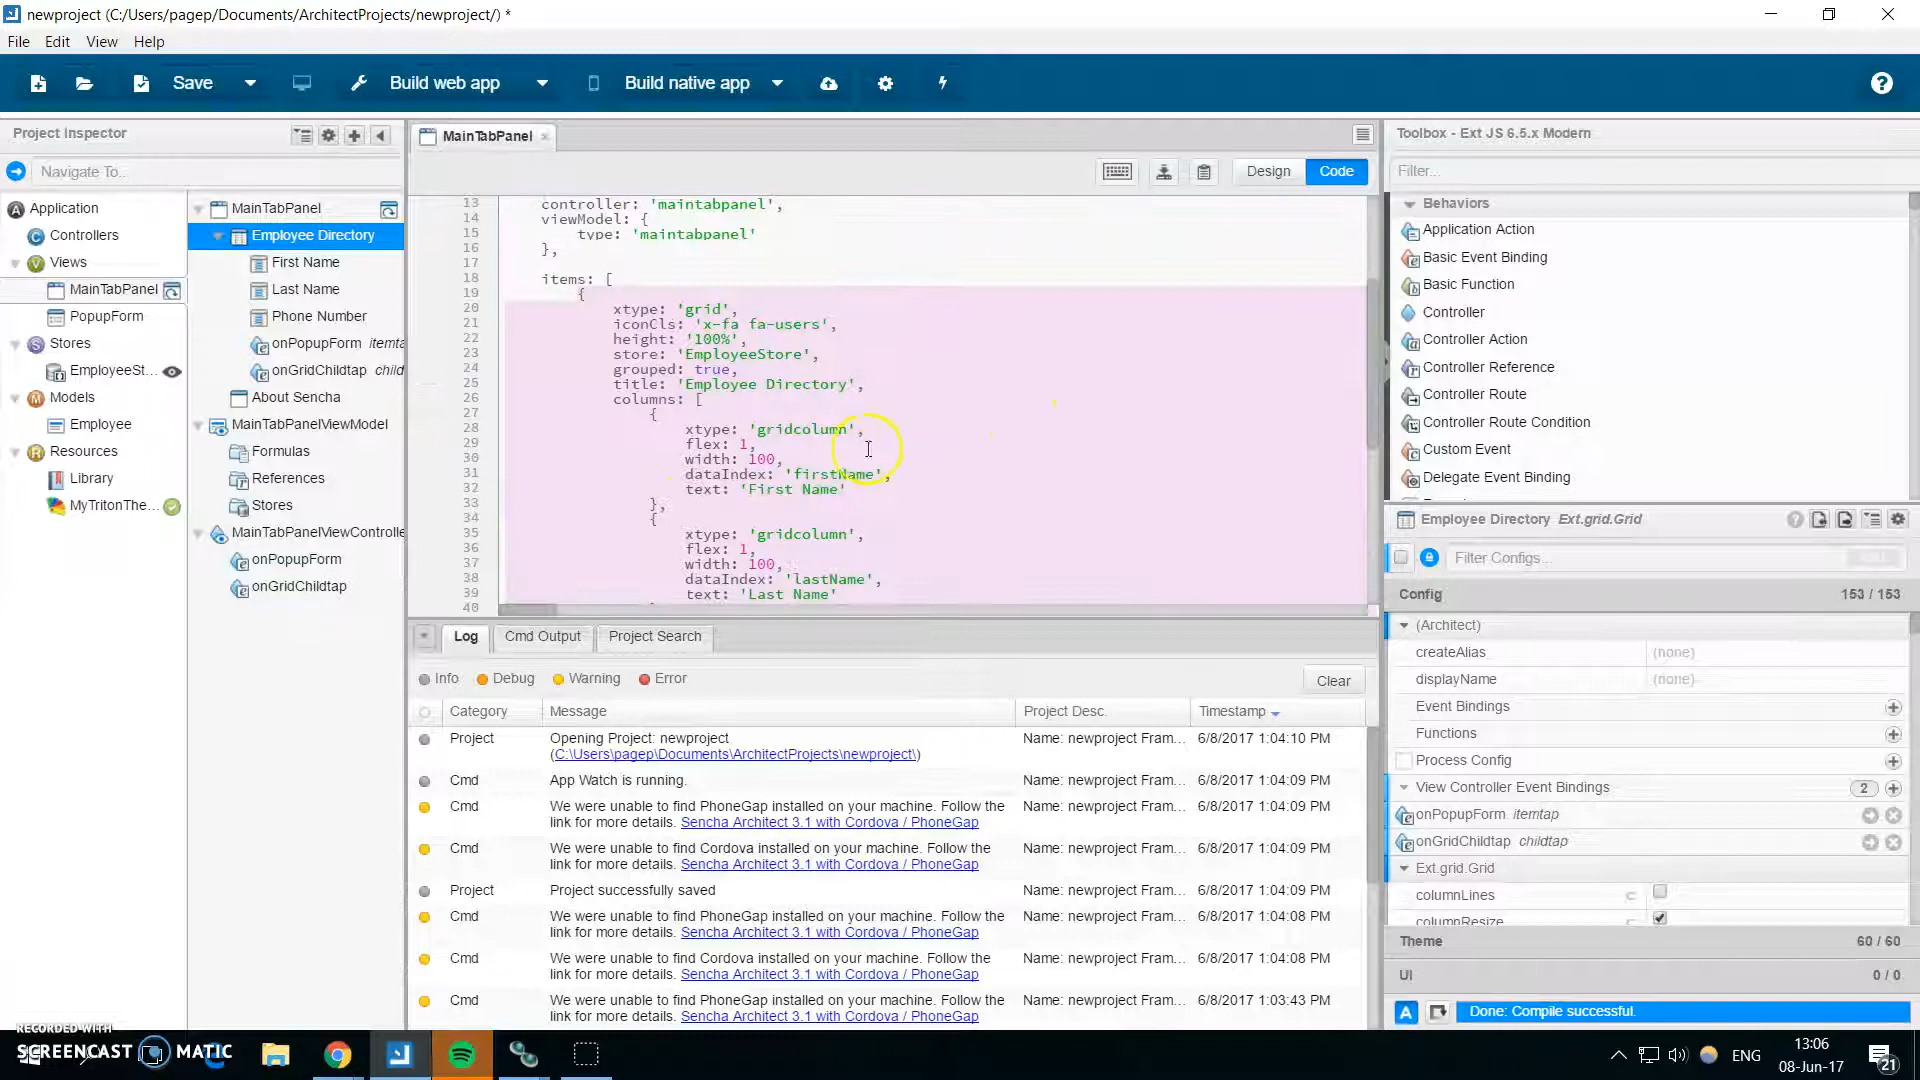 newproject (C:/Users/pagep/Documents/ArchitectProjects/newproject/) *
File Edit View Help
Save Build web app Build native app
Project Inspector
Navigate To..
Application
Controllers
Views
MainTabPanel
PopupForm
Stores
EmployeeSt...
Models
Employee
Resources
Library
MyTritonThe...
MainTabPanel
Employee Directory
First Name
Last Name
Phone Number
onPopupForm itemta
onGridChildtap child
About Sencha
MainTabPanelViewModel
Formulas
References
Stores
MainTabPanelViewControlle
onPopupForm
onGridChildtap
MainTabPanel
Design Code
13 controller: 'maintabpanel',
14 viewModel: {
15 type: 'maintabpanel'
16 },
17
18 items: [
19 {
20 xtype: 'grid',
21 iconCls: 'x-fa fa-users',
22 height: '100%',
23 store: 'EmployeeStore',
24 grouped: true,
25 title: 'Employee Directory',
26 columns: [
27 {
28 xtype: 'gridcolumn',
29 flex: 1,
30 width: 100,
31 dataIndex: 'firstName',
32 text: 'First Name'
33 },
34 {
35 xtype: 'gridcolumn',
36 flex: 1,
37 width: 100,
38 dataIndex: 'lastName',
39 text: 'Last Name'
40
Log Cmd Output Project Search
Info Debug Warning Error Clear
Category Message Project Desc. Timestamp
Project Opening Project: newproject Name: newproject Fram... 6/8/2017 1:04:10 PM
(C:\Users\pagep\Documents\ArchitectProjects\newproject\)
Cmd App Watch is running. Name: newproject Fram... 6/8/2017 1:04:09 PM
Cmd We were unable to find PhoneGap installed on your machine. Follow the Name: newproject Fram... 6/8/2017 1:04:09 PM
link for more details. Sencha Architect 3.1 with Cordova / PhoneGap
Cmd We were unable to find Cordova installed on your machine. Follow the Name: newproject Fram... 6/8/2017 1:04:09 PM
link for more details. Sencha Architect 3.1 with Cordova / PhoneGap
Project Project successfully saved Name: newproject Fram... 6/8/2017 1:04:09 PM
Cmd We were unable to find PhoneGap installed on your machine. Follow the Name: newproject Fram... 6/8/2017 1:04:08 PM
link for more details. Sencha Architect 3.1 with Cordova / PhoneGap
Cmd We were unable to find Cordova installed on your machine. Follow the Name: newproject Fram... 6/8/2017 1:04:08 PM
link for more details. Sencha Architect 3.1 with Cordova / PhoneGap
Cmd We were unable to find PhoneGap installed on your machine. Follow the Name: newproject Fram... 6/8/2017 1:03:43 PM
link for more details. Sencha Architect 3.1 with Cordova / PhoneGap
Toolbox - Ext JS 6.5.x Modern
Filter...
Behaviors
Application Action
Basic Event Binding
Basic Function
Controller
Controller Action
Controller Reference
Controller Route
Controller Route Condition
Custom Event
Delegate Event Binding
Employee Directory Ext.grid.Grid
Filter Configs...
Config 153 / 153
(Architect)
createAlias (none)
displayName (none)
Event Bindings
Functions
Process Config
View Controller Event Bindings 2
onPopupForm itemtap
onGridChildtap childtap
Ext.grid.Grid
columnLines
columnResize
Theme 60 / 60
UI 0 / 0
Done: Compile successful.
RECORDED WITH
SCREENCAST MATIC
ENG
13:06
08-Jun-17
21